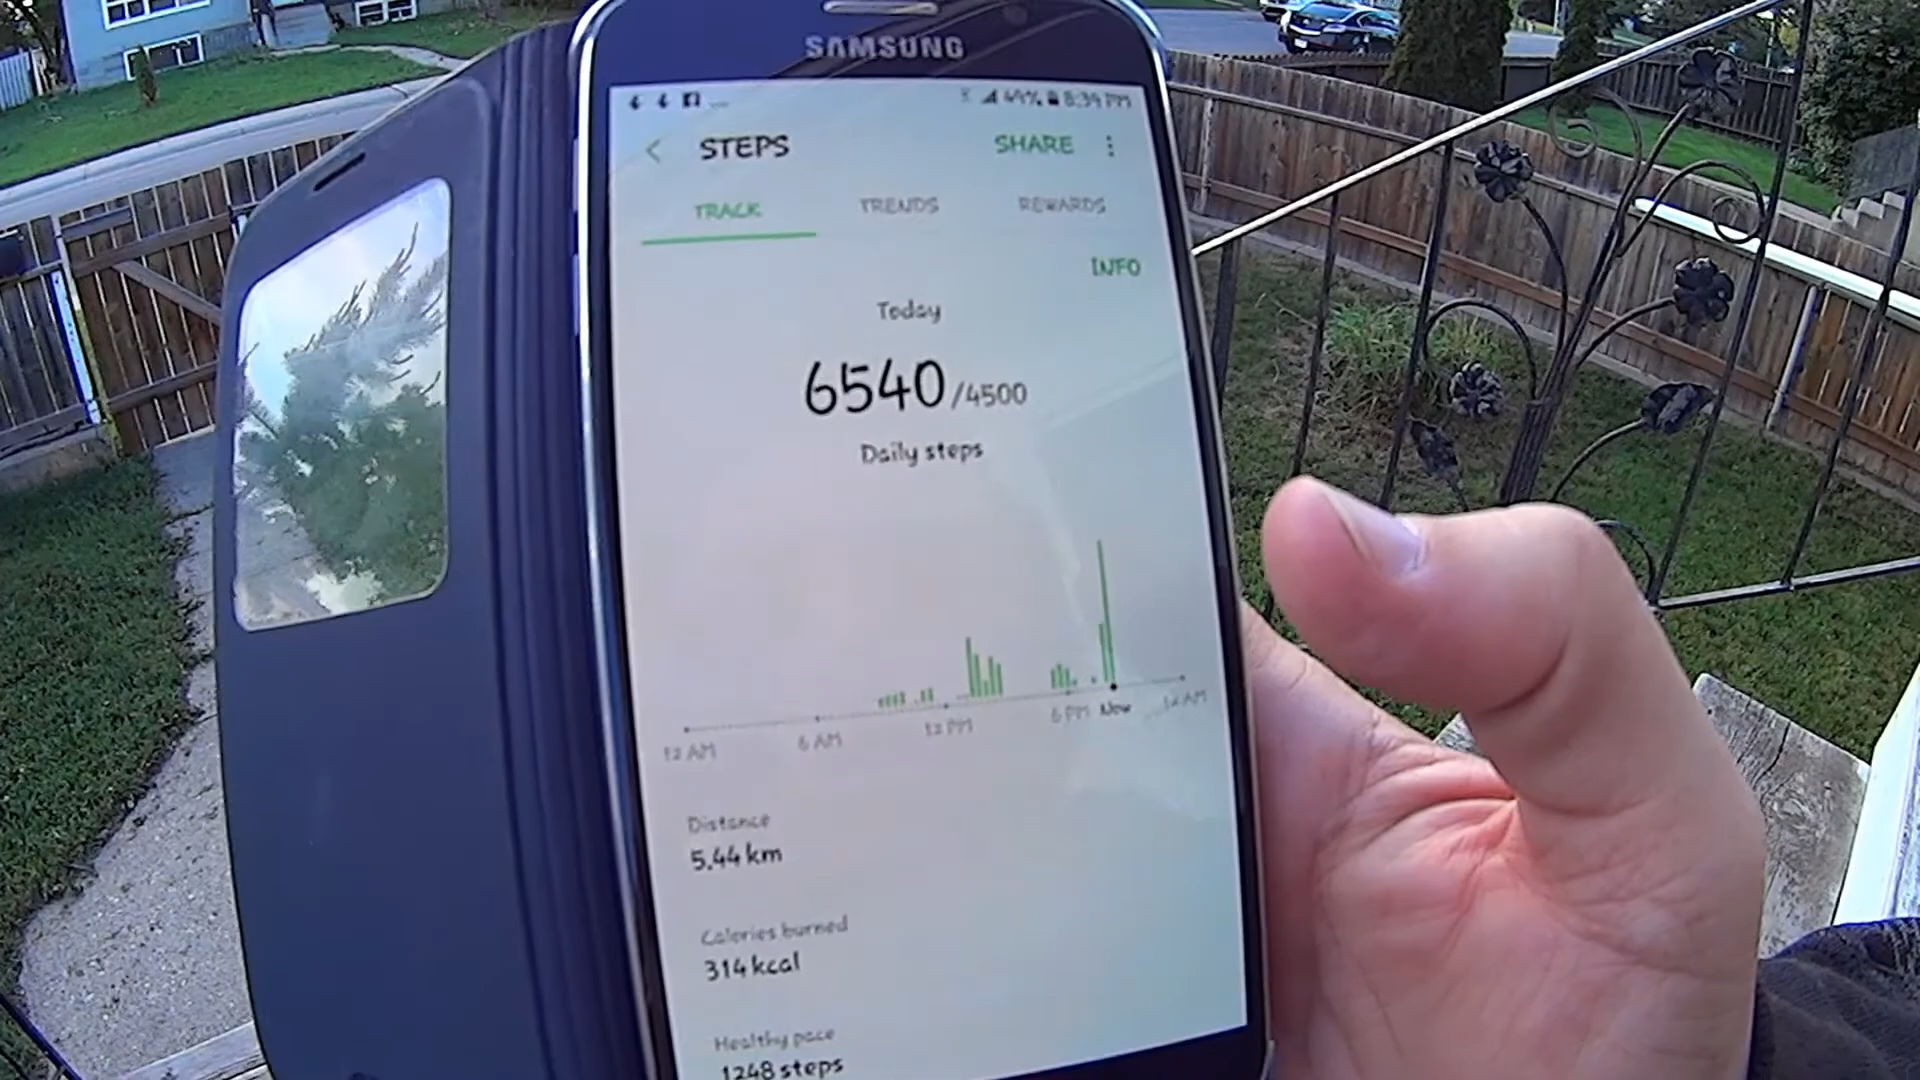 SAMSUNG
49% 8:39 PM
STEPS SHARE
TRACK TRENDS REWARDS
INFO
Today
6540/4500
Daily steps
12 AM 6 AM 12 PM 6 PM Now 12 AM
Distance
5.44 km
Calories burned
314 kcal
Healthy pace
1248 steps